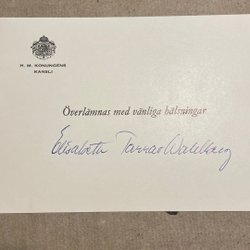 H. M. KONUNGENS
KANSLI
Överlämnas med vänliga hälsningar
Elisabeth Tarras-Wahlberg